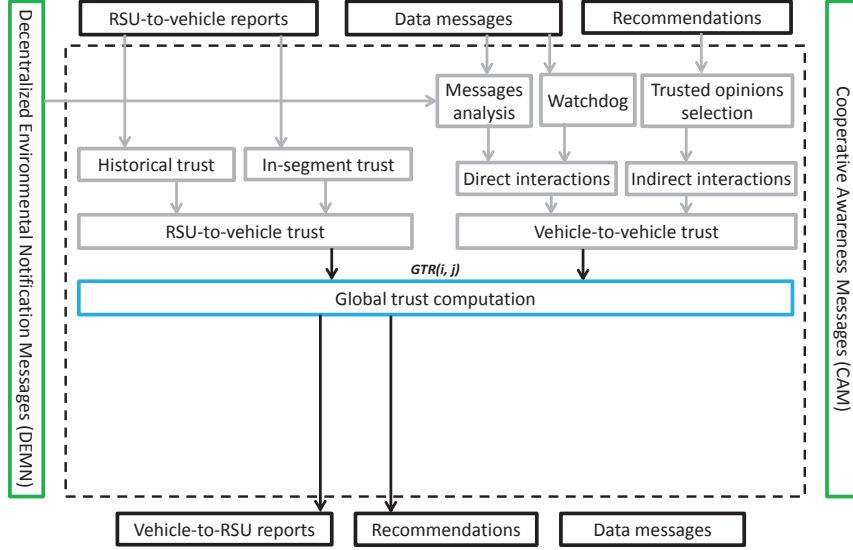 RSU-to-vehicle reports
Data messages
Recommendations
Decentralized Environmental Notification Messages (DEMN)
Cooperative Awareness Messages (CAM)
Messages
analysis
Watchdog
Trusted opinions
selection
Historical trust
In-segment trust
Direct interactions
Indirect interactions
RSU-to-vehicle trust
Vehicle-to-vehicle trust
GTR(i, j)
Global trust computation
Vehicle-to-RSU reports
Recommendations
Data messages